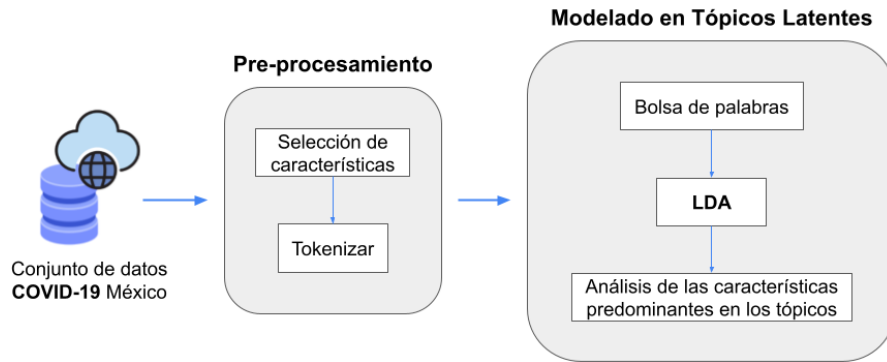 Conjunto de datos
COVID-19 México
Pre-procesamiento
Selección de
características
Tokenizar
Modelado en Tópicos Latentes
Bolsa de palabras
LDA
Análisis de las características
predominantes en los tópicos